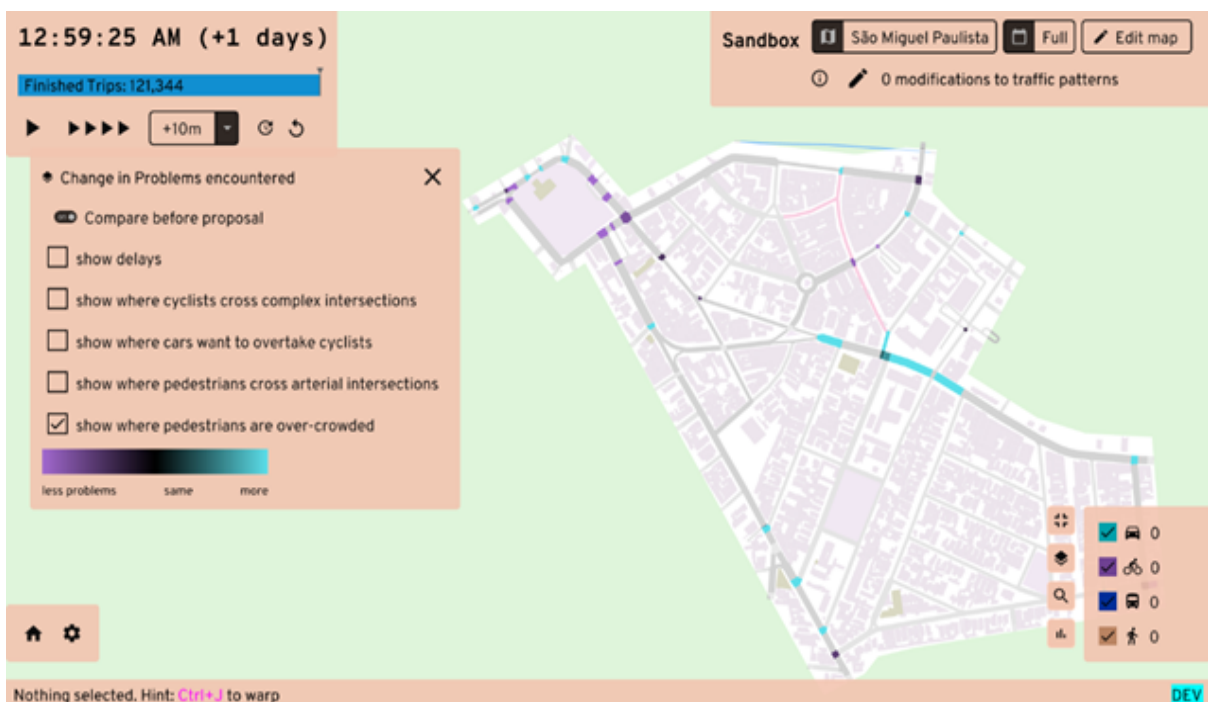 12:59:25 AM (+1 days)
Finished Trips: 121,344
+10m
Sandbox São Miguel Paulista Full Edit map
0 modifications to traffic patterns
Change in Problems encountered
Compare before proposal
show delays
show where cyclists cross complex intersections
show where cars want to overtake cyclists
show where pedestrians cross arterial intersections
show where pedestrians are over-crowded
less problems same more
0
0
0
0
Nothing selected. Hint: Ctrl+J to warp
DEV